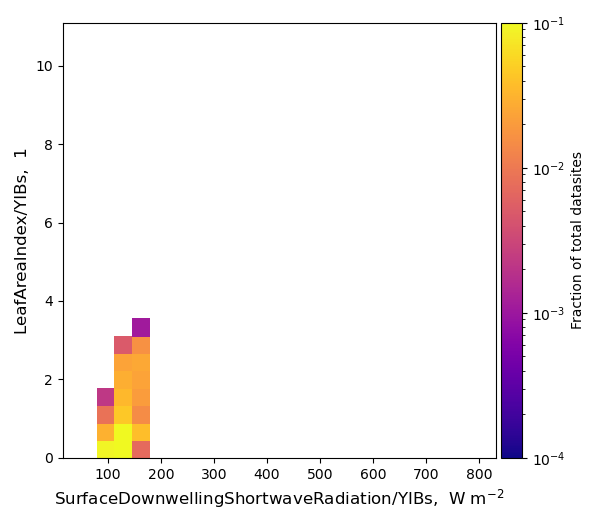 10
8
6
4
2
0
100 200 300 400 500 600 700 800
SurfaceDownwellingShortwaveRadiation/YIBs, W m⁻²
LeafAreaIndex/YIBs, 1
10⁻¹
10⁻²
10⁻³
10⁻⁴
Fraction of total datasites